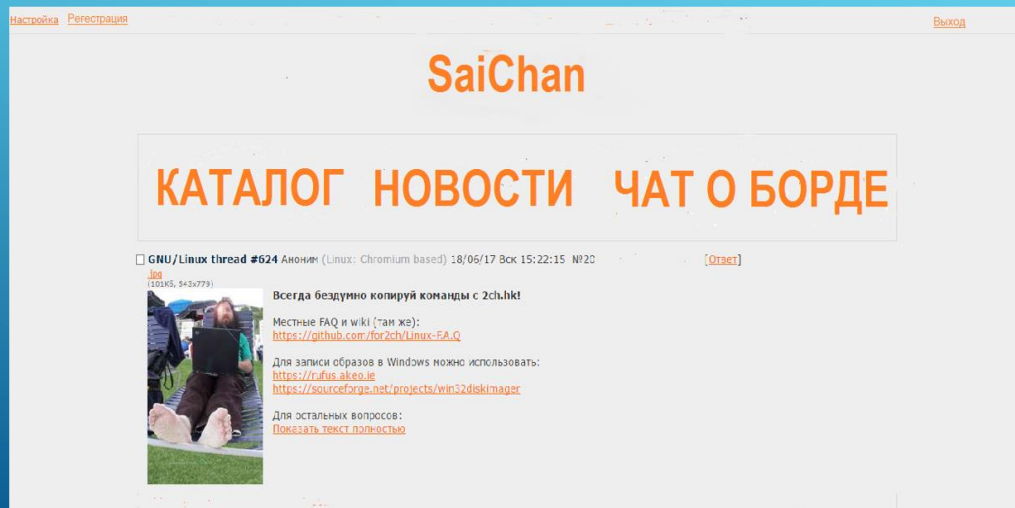 Настройка Регестрация Выход
SaiChan
КАТАЛОГ НОВОСТИ ЧАТ О БОРДЕ
GNU/Linux thread #624 Аноним (Linux: Chromium based) 18/06/17 Вск 15:22:15 №20 [Ответ]
.jpg
(101Кб, 543x779)
Всегда бездумно копируй команды с 2ch.hk!
Местные FAQ и wiki (там же):
https://github.com/for2ch/Linux-F.A.Q
Для записи образов в Windows можно использовать:
https://rufus.akeo.ie
https://sourceforge.net/projects/win32diskimager
Для остальных вопросов:
Показать текст полностью